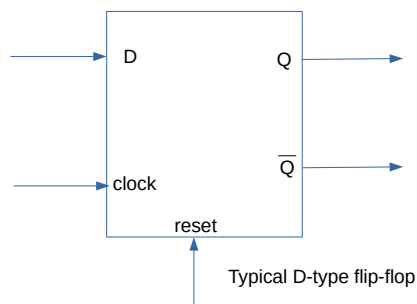 D
Q
clock
Q̅
reset
Typical D-type flip-flop